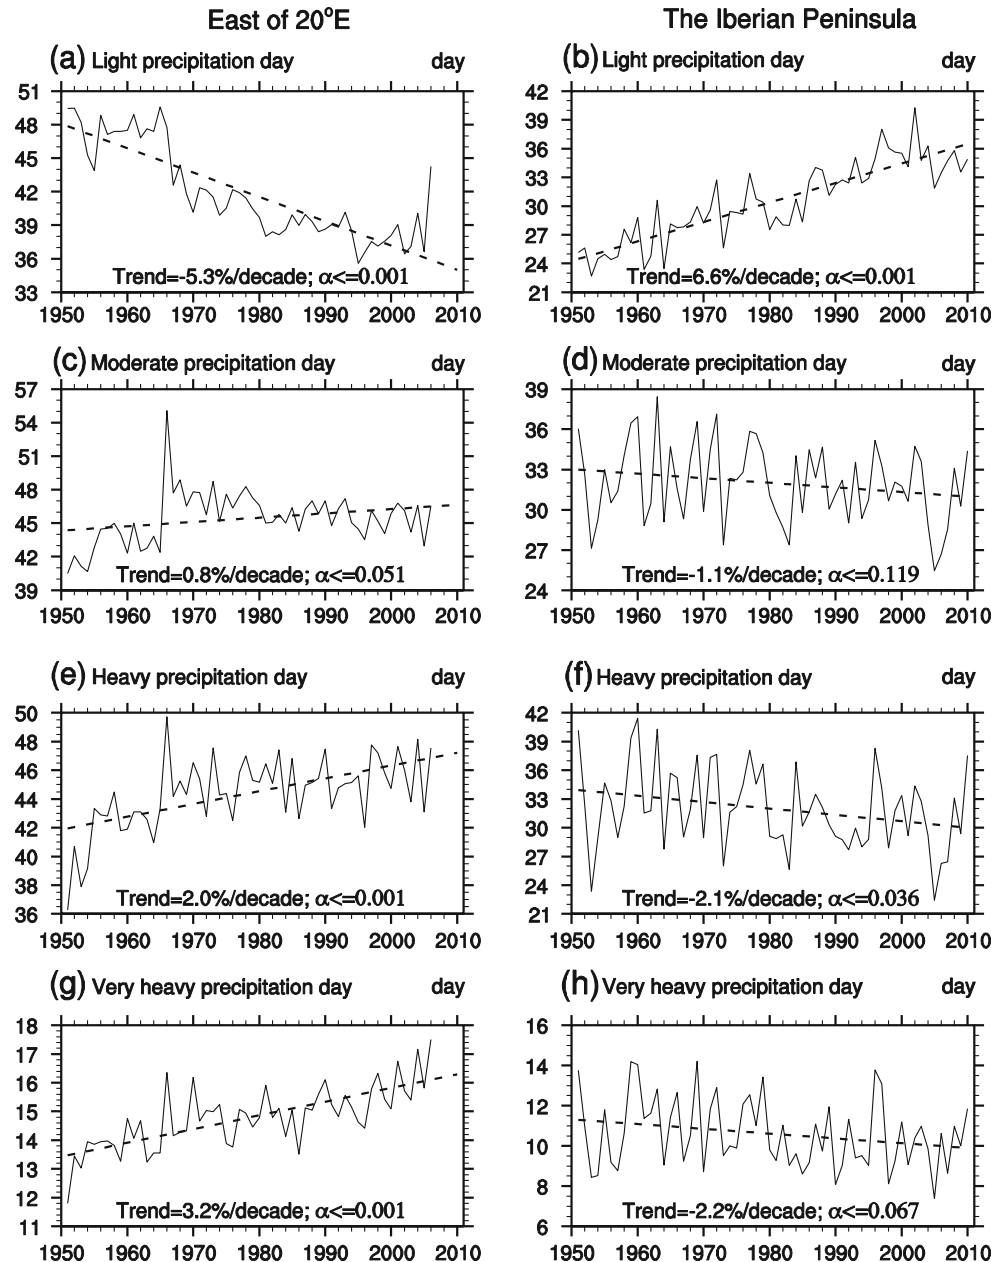 East of 20°E The Iberian Peninsula
(a) Light precipitation day day
51
48
45
42
39
36
33
Trend=-5.3%/decade; α<=0.001
1950 1960 1970 1980 1990 2000 2010
(b) Light precipitation day day
42
39
36
33
30
27
24
21
Trend=6.6%/decade; α<=0.001
1950 1960 1970 1980 1990 2000 2010
(c) Moderate precipitation day day
57
54
51
48
45
42
39
Trend=0.8%/decade; α<=0.051
1950 1960 1970 1980 1990 2000 2010
(d) Moderate precipitation day day
39
36
33
30
27
24
Trend=-1.1%/decade; α<=0.119
1950 1960 1970 1980 1990 2000 2010
(e) Heavy precipitation day day
50
48
46
44
42
40
38
36
Trend=2.0%/decade; α<=0.001
1950 1960 1970 1980 1990 2000 2010
(f) Heavy precipitation day day
42
39
36
33
30
27
24
21
Trend=-2.1%/decade; α<=0.036
1950 1960 1970 1980 1990 2000 2010
(g) Very heavy precipitation day day
18
17
16
15
14
13
12
11
Trend=3.2%/decade; α<=0.001
1950 1960 1970 1980 1990 2000 2010
(h) Very heavy precipitation day day
16
14
12
10
8
6
Trend=-2.2%/decade; α<=0.067
1950 1960 1970 1980 1990 2000 2010